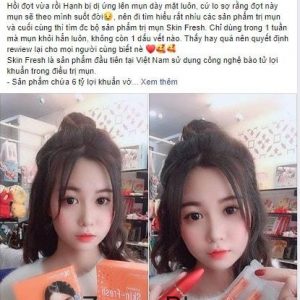 Hồi đợt vừa rồi Hạnh bị dị ứng lên mụn dày mặt luôn, cứ lo sợ rằng đợt này
mụn sẽ theo mình suốt đời😥, nên đi tìm hiểu rất nhìu các sản phẩm trị mụn
và cuối cùng thì tìm đc bộ sản phẩm trị mụn Skin Fresh. Chỉ dùng trong 1 tuần
mà mụn khỏi hẳn luôn, không còn 1 dấu vết nào. Thấy hay quá nên quyết định
review lại cho mọi người cùng biết nè ❤️🥰🥰
Skin Fresh là sản phẩm đầu tiên tại Việt Nam sử dụng công nghệ bào tử lợi
khuẩn trong điều trị mụn.
- Sản phẩm chứa 6 tỷ lợi khuẩn vớ... Xem thêm